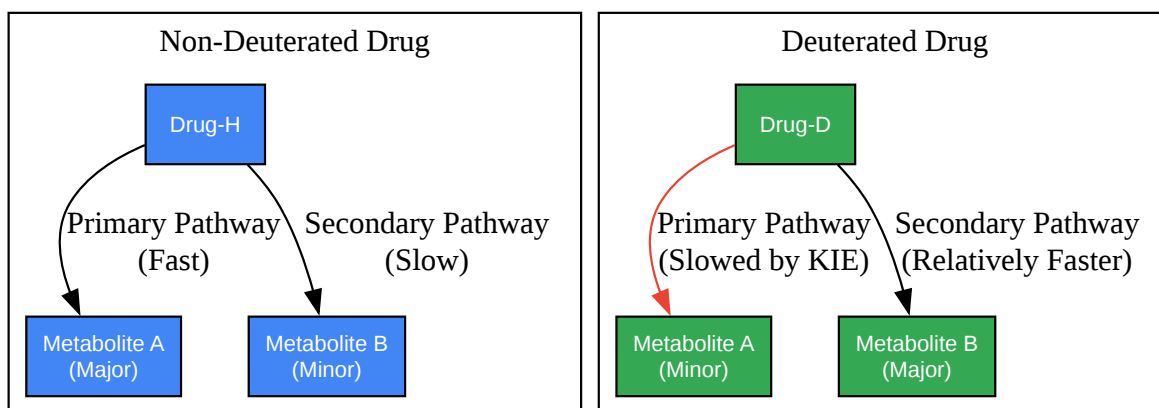 Non-Deuterated Drug
Drug-H
Primary Pathway
(Fast)
Secondary Pathway
(Slow)
Metabolite A
(Major)
Metabolite B
(Minor)
Deuterated Drug
Drug-D
Primary Pathway
(Slowed by KIE)
Secondary Pathway
(Relatively Faster)
Metabolite A
(Minor)
Metabolite B
(Major)